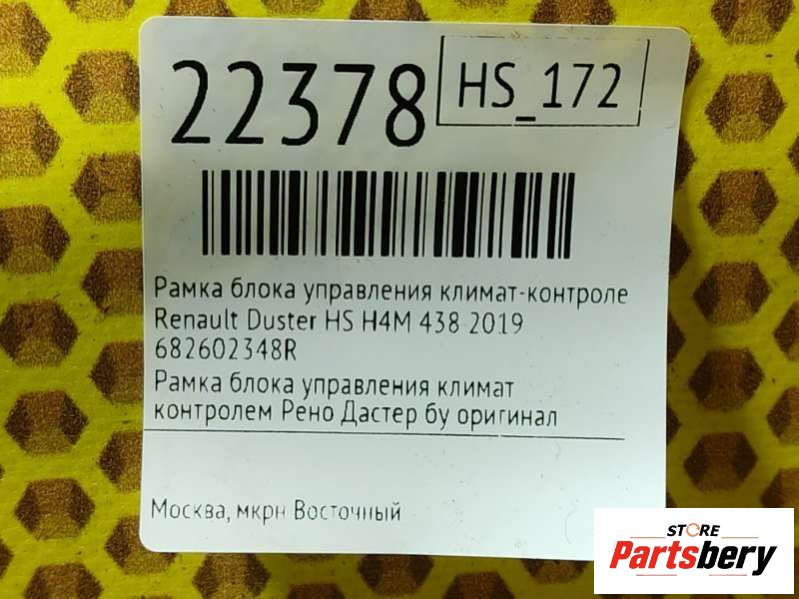 22378
HS_172
Рамка блока управления климат-контроле
Renault Duster HS H4M 438 2019
682602348R
Рамка блока управления климат
контролем Рено Дастер бу оригинал
Москва, мкрн Восточный
STORE
Partsbery